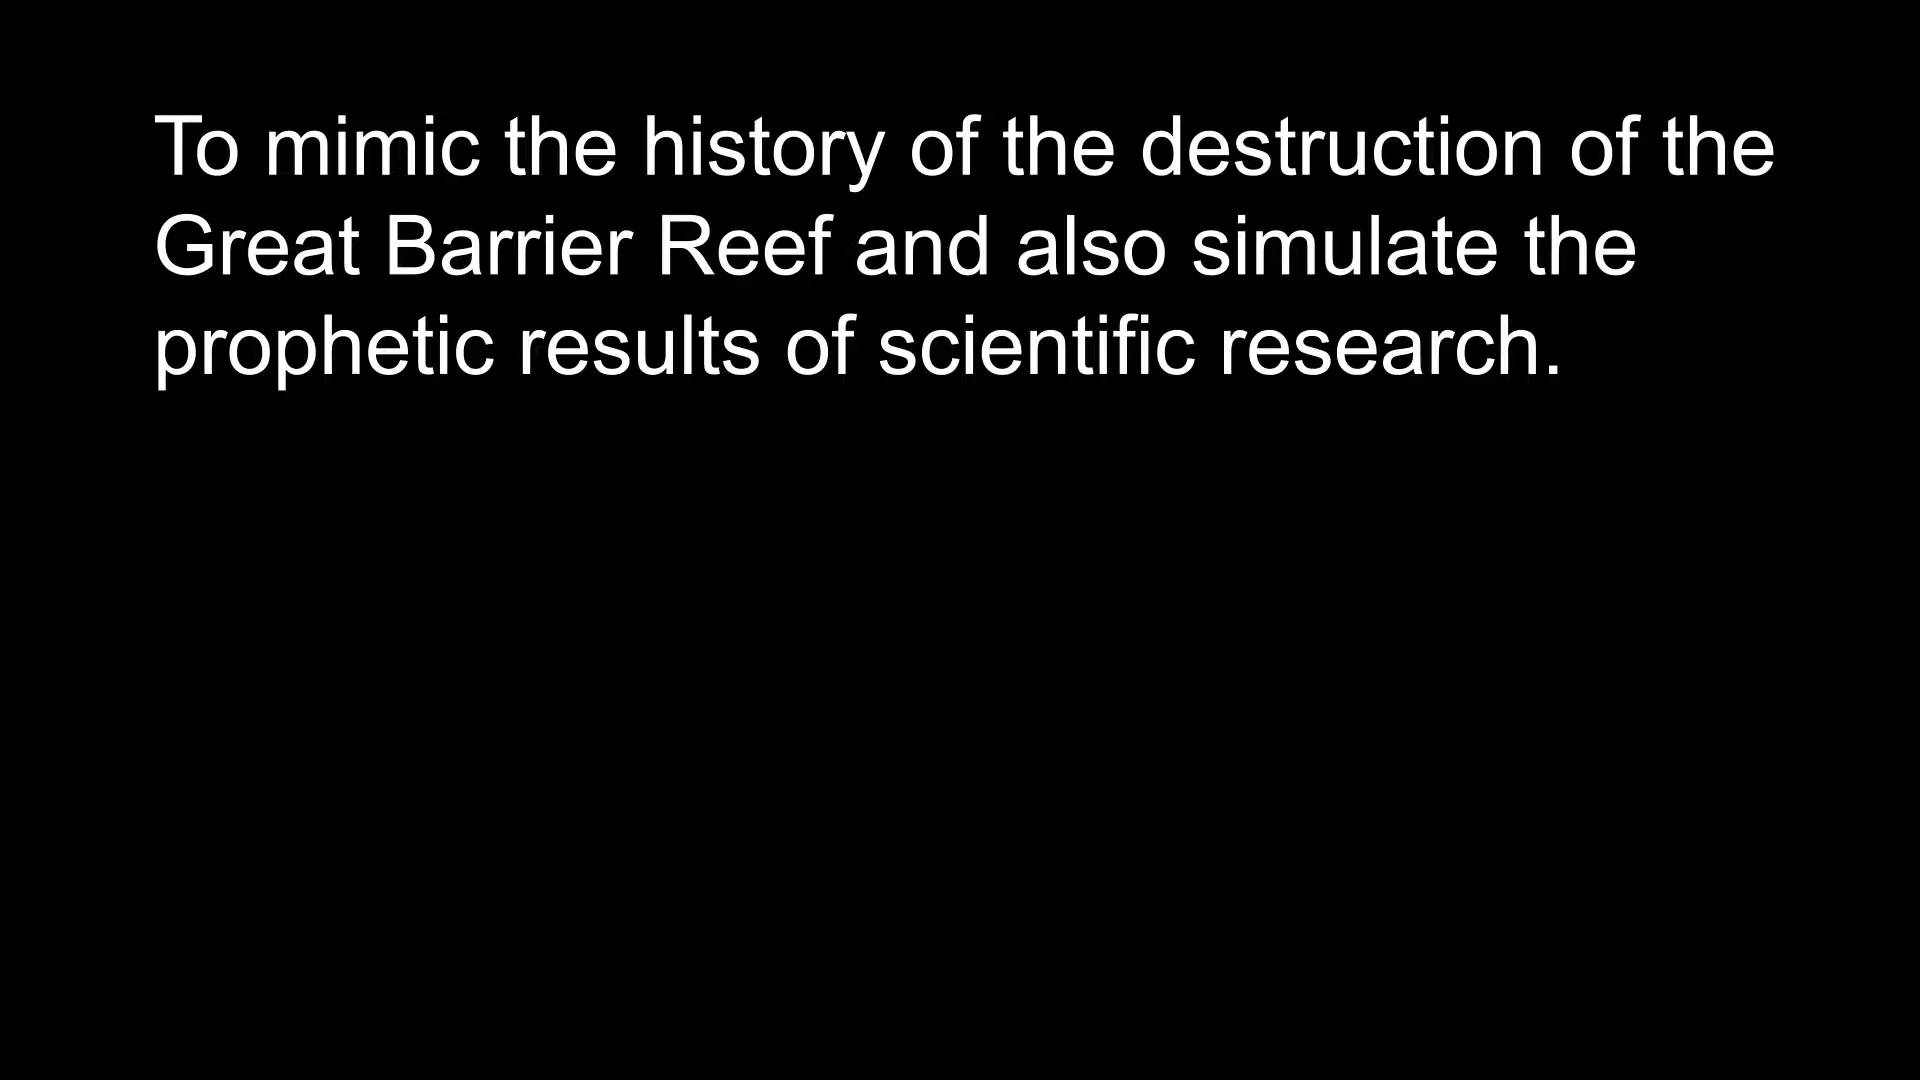 To mimic the history of the destruction of the
Great Barrier Reef and also simulate the
prophetic results of scientific research.